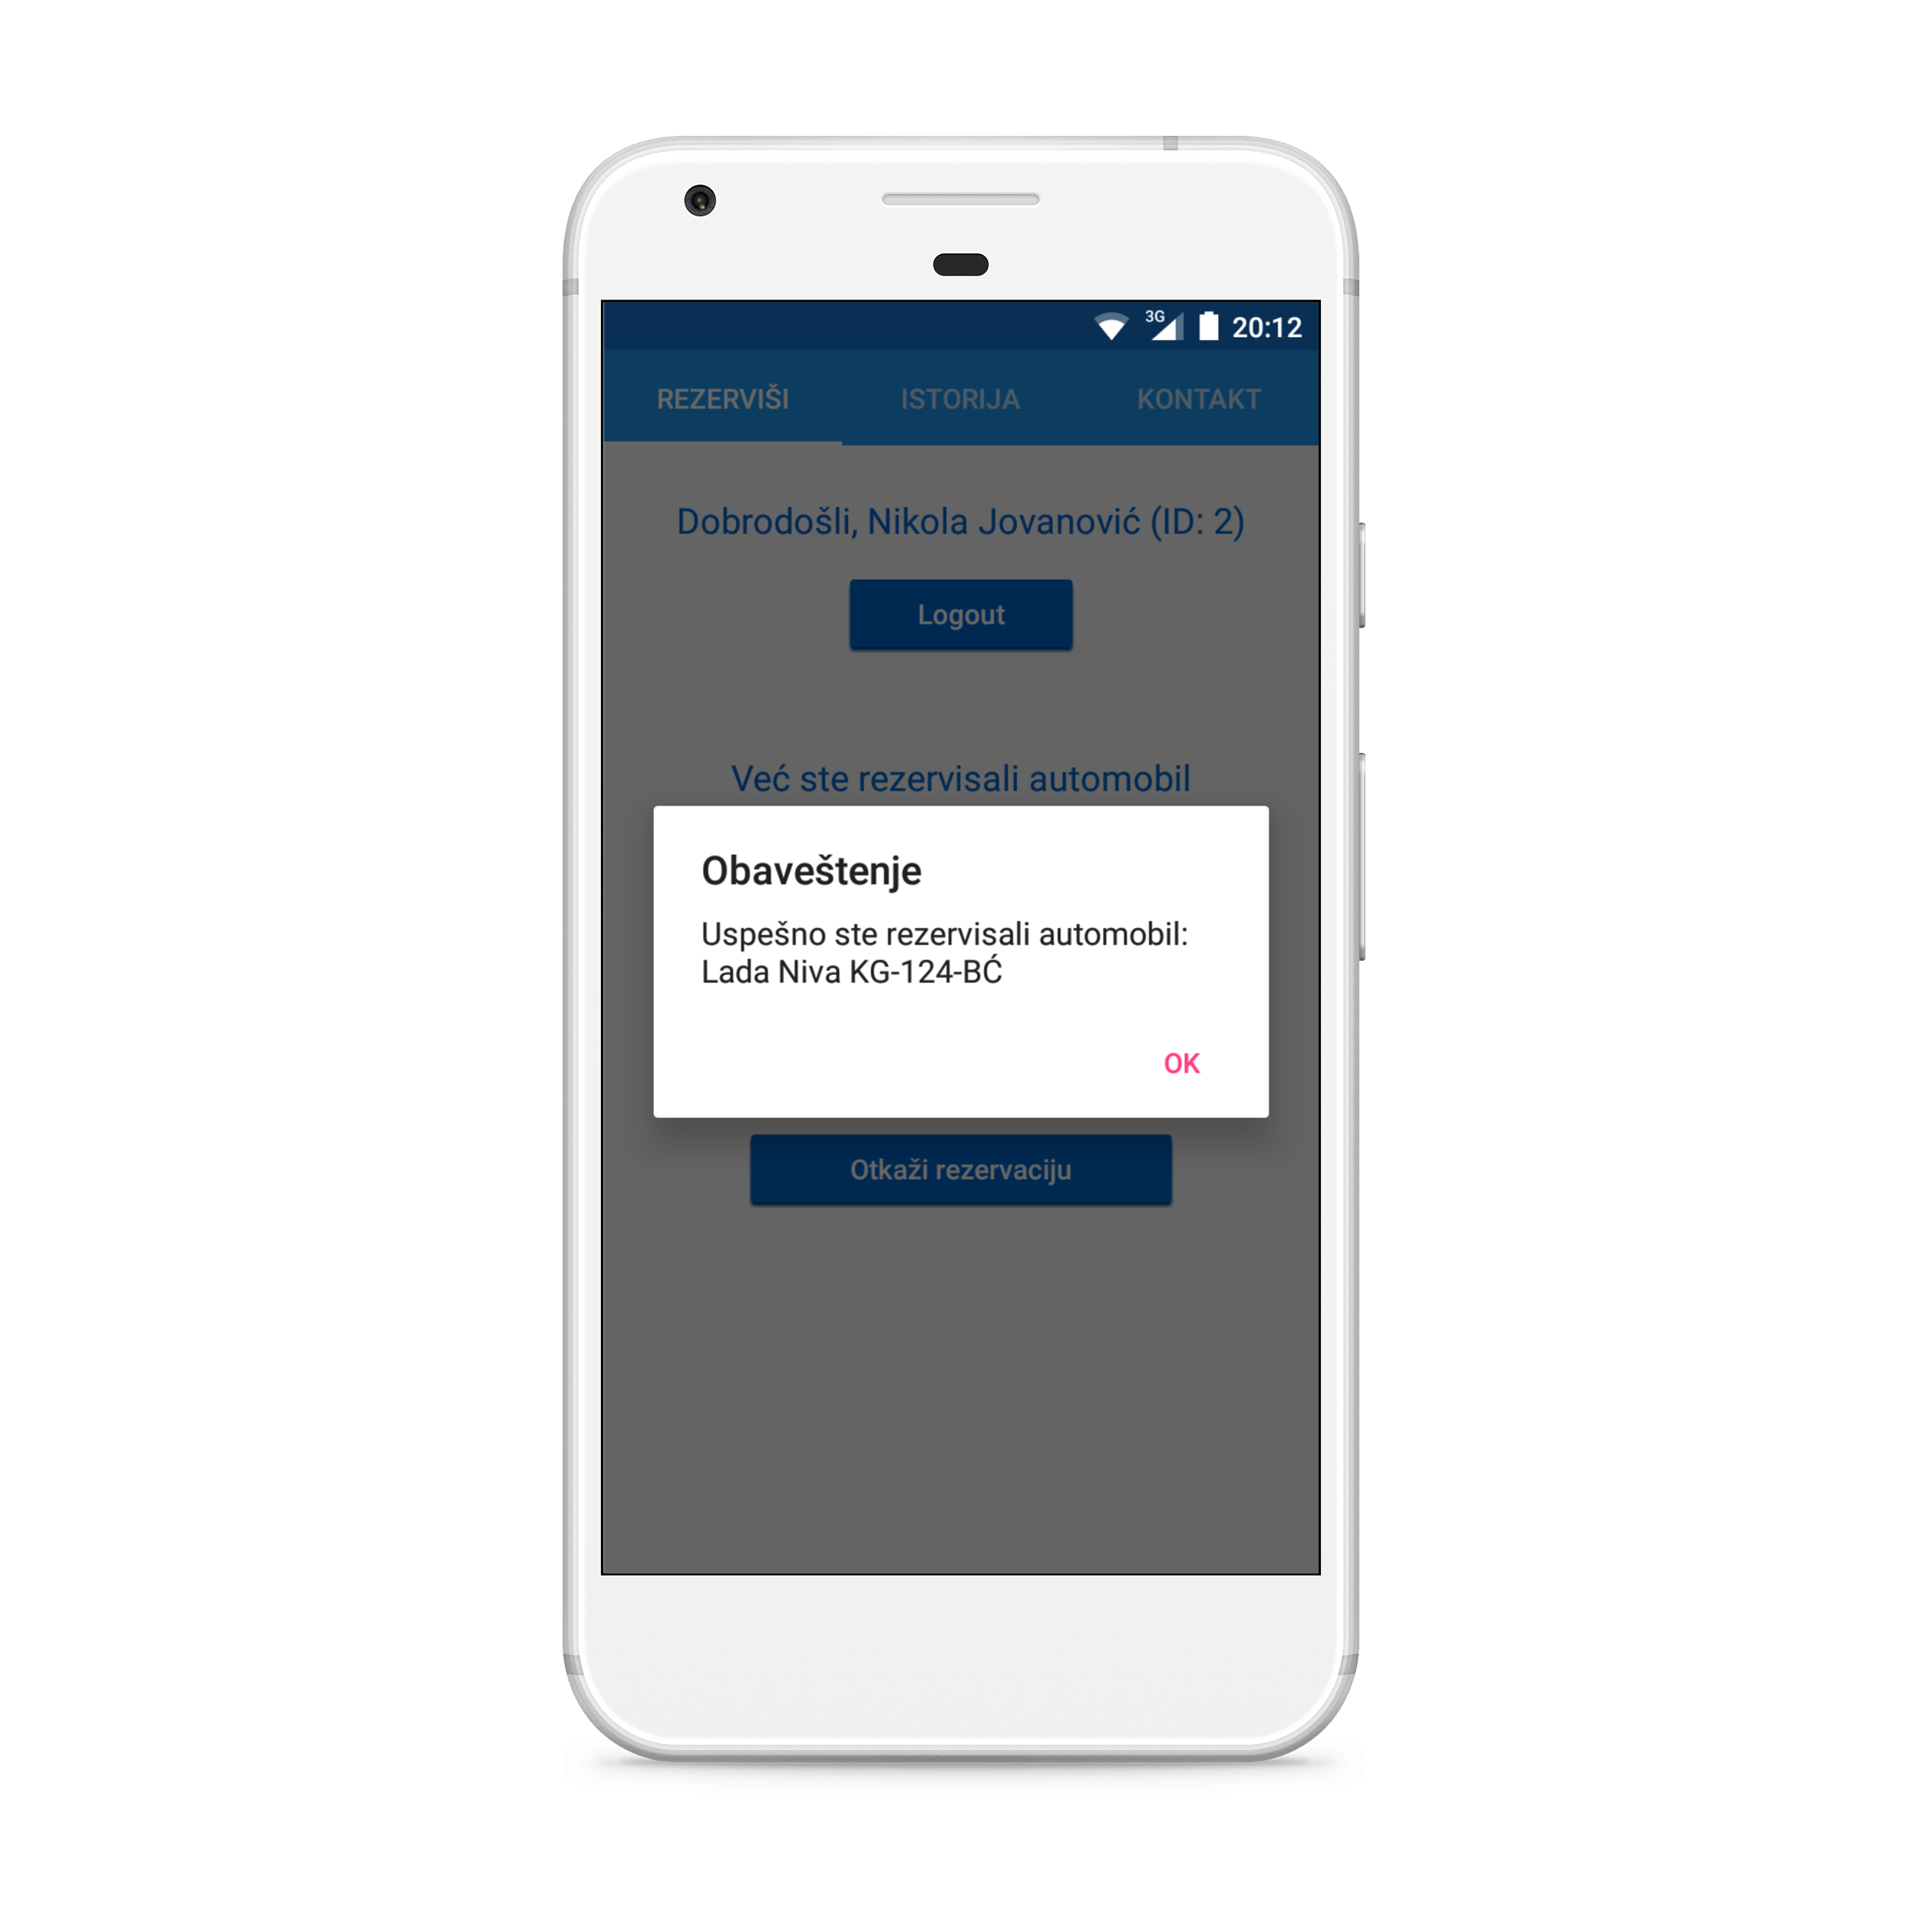 3G 20:12
REZERVIŠI ISTORIJA KONTAKT
Dobrodošli, Nikola Jovanović (ID: 2)
Logout
Već ste rezervisali automobil
Obaveštenje
Uspešno ste rezervisali automobil:
Lada Niva KG-124-BĆ
OK
Otkaži rezervaciju